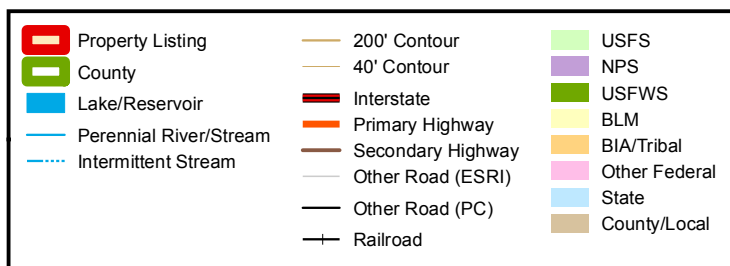 Property Listing
County
Lake/Reservoir
Perennial River/Stream
Intermittent Stream
200' Contour
40' Contour
Interstate
Primary Highway
Secondary Highway
Other Road (ESRI)
Other Road (PC)
Railroad
USFS
NPS
USFWS
BLM
BIA/Tribal
Other Federal
State
County/Local